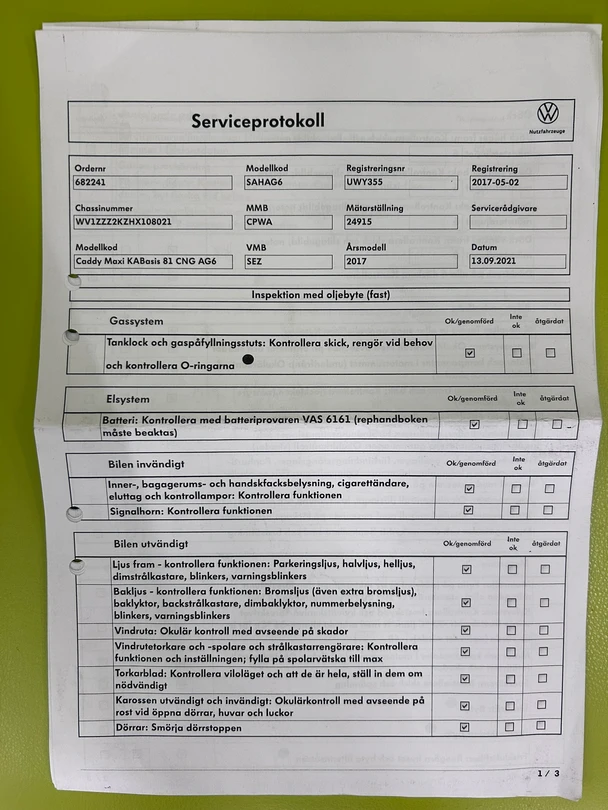 Serviceprotokoll
Nutzfahrzeuge
Ordernr Modellkod Registreringsnr Registrering
682241 SAHAG6 UWY355 2017-05-02
Chassinummer MMB Mätarställning Servicerådgivare
WV1ZZZ2KZHX108021 CPWA 24915
Modellkod VMB Årsmodell Datum
Caddy Maxi KABasis 81 CNG AG6 SEZ 2017 13.09.2021
Inspektion med oljebyte (fast)
Gassystem Ok/genomförd Inte ok åtgärdat
Tanklock och gaspåfyllningsstuts: Kontrollera skick, rengör vid behov
och kontrollera O-ringarna
Elsystem Ok/genomförd Inte ok åtgärdat
Batteri: Kontrollera med batteriprovaren VAS 6161 (rephandboken
måste beaktas)
Bilen invändigt Ok/genomförd Inte ok åtgärdat
Inner-, bagagerums- och handskfacksbelysning, cigarettändare,
eluttag och kontrollampor: Kontrollera funktionen
Signalhorn: Kontrollera funktionen
Bilen utvändigt Ok/genomförd Inte ok åtgärdat
Ljus fram - kontrollera funktionen: Parkeringsljus, halvljus, helljus,
dimstrålkastare, blinkers, varningsblinkers
Bakljus - kontrollera funktionen: Bromsljus (även extra bromsljus),
baklyktor, backstrålkastare, dimbaklyktor, nummerbelysning,
blinkers, varningsblinkers
Vindruta: Okulär kontroll med avseende på skador
Vindrutetorkare och -spolare och strålkastarrengörare: Kontrollera
funktionen och inställningen; fylla på spolarvätska till max
Torkarblad: Kontrollera viloläget och att de är hela, ställ in dem om
nödvändigt
Karossen utvändigt och invändigt: Okulärkontroll med avseende på
rost vid öppna dörrar, huvar och luckor
Dörrar: Smörja dörrstoppen
1 / 3